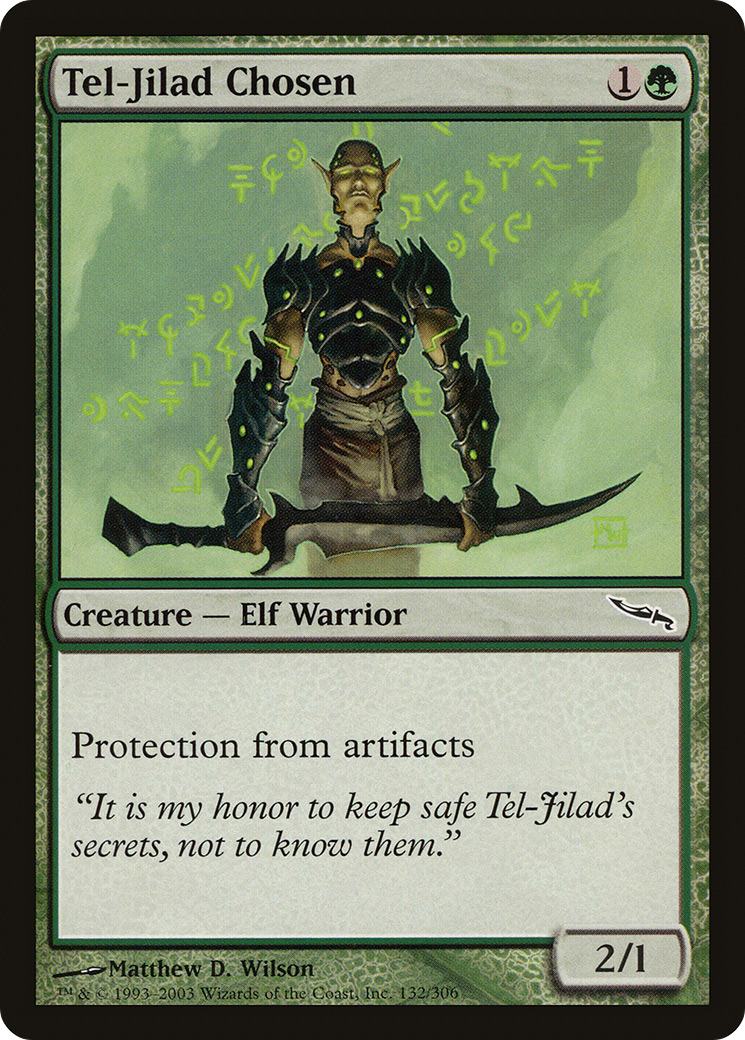 Tel-Jilad Chosen 1
Creature — Elf Warrior
Protection from artifacts
“It is my honor to keep safe Tel-Jilad’s
secrets, not to know them.”
2/1
Matthew D. Wilson
™ & © 1993–2003 Wizards of the Coast, Inc. 132/306